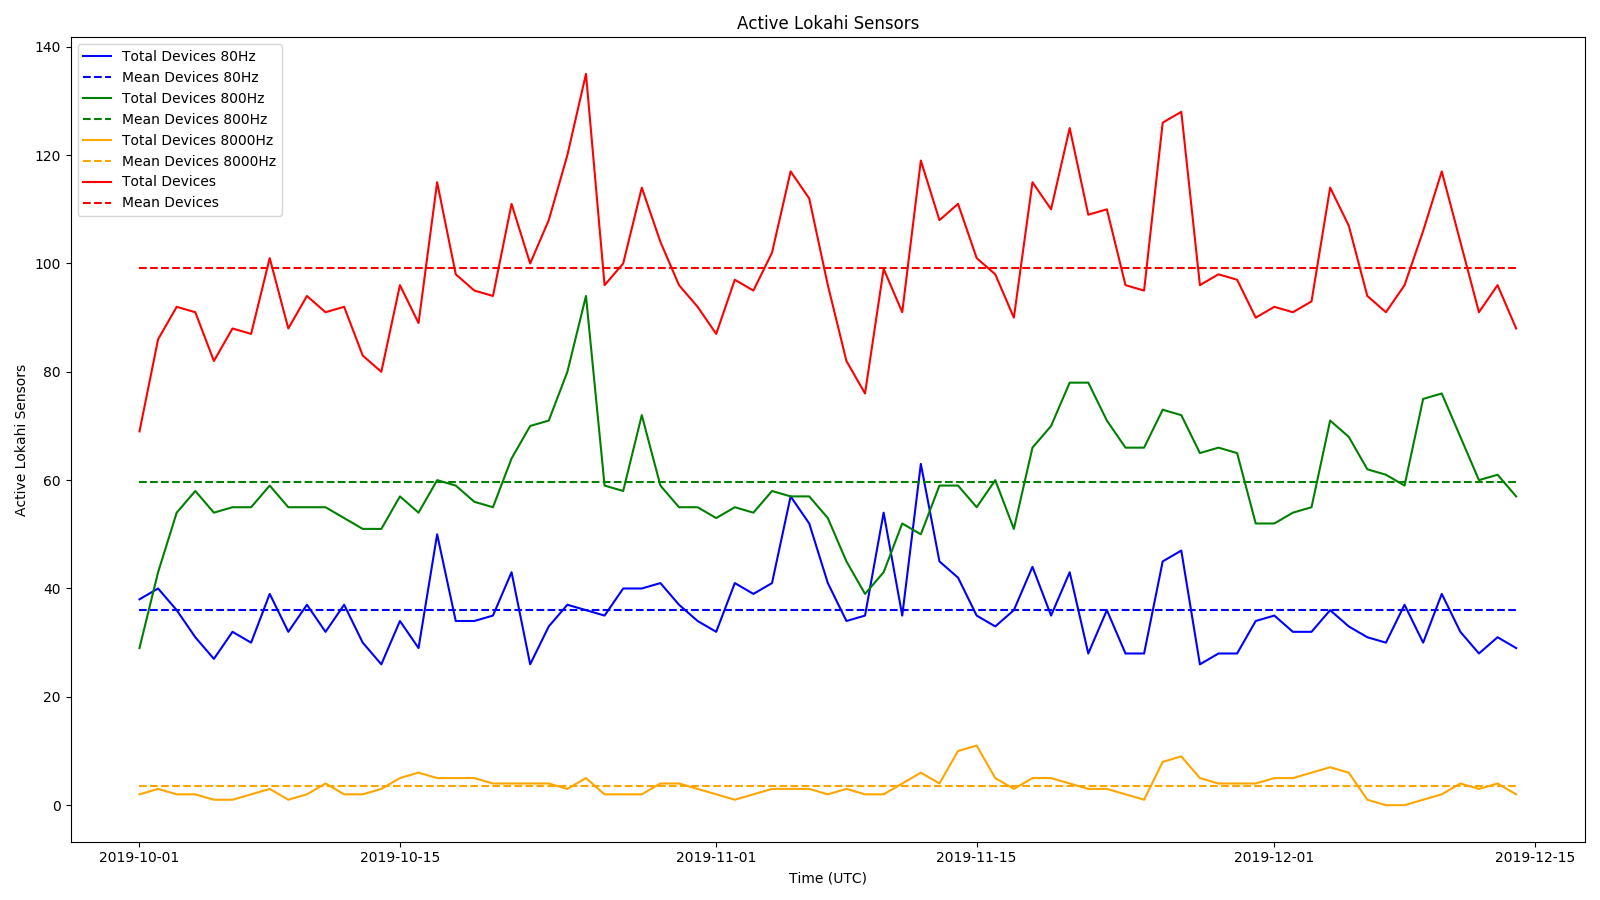 Active Lokahi Sensors
Total Devices 80Hz
Mean Devices 80Hz
Total Devices 800Hz
Mean Devices 800Hz
Total Devices 8000Hz
Mean Devices 8000Hz
Total Devices
Mean Devices
140
120
100
80
60
40
20
0
Active Lokahi Sensors
2019-10-01 2019-10-15 2019-11-01 2019-11-15 2019-12-01 2019-12-15
Time (UTC)